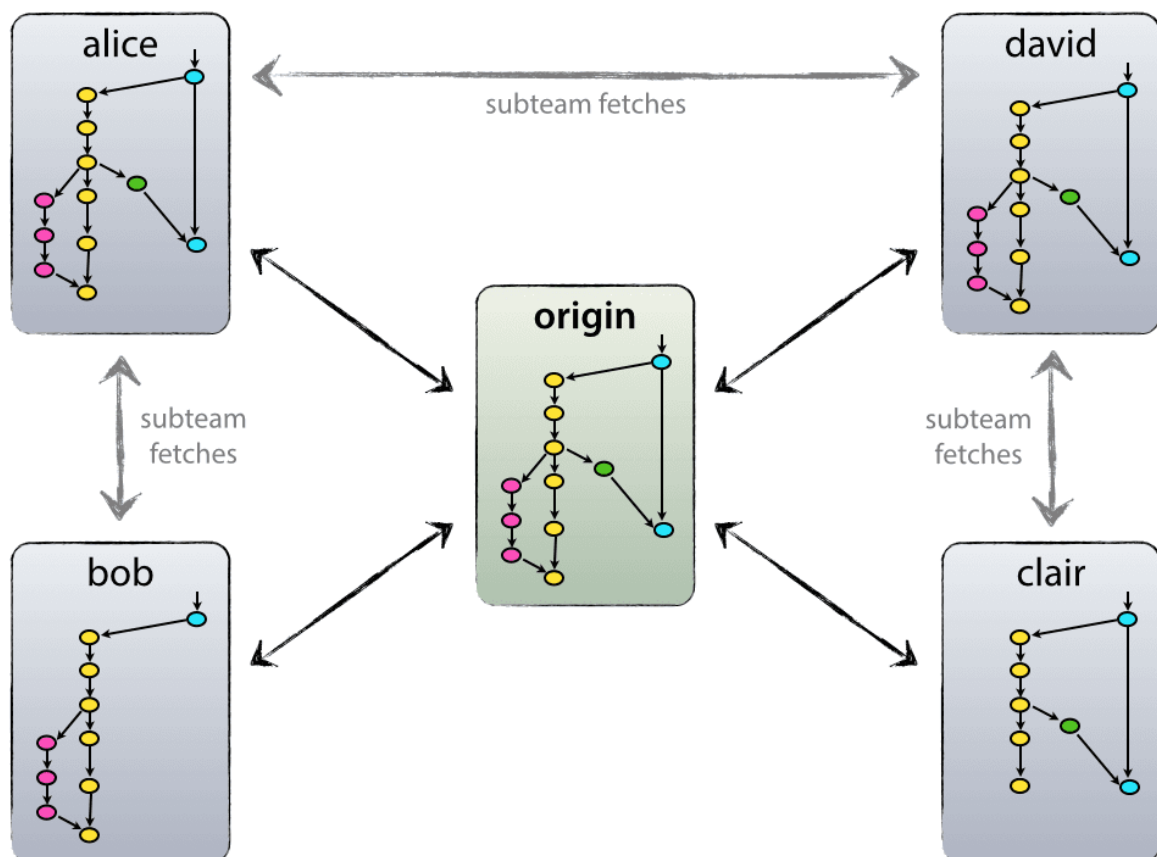 alice
david
subteam fetches
origin
subteam
fetches
subteam
fetches
bob
clair